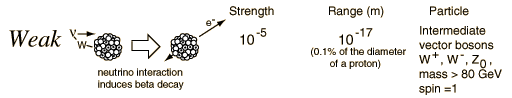 Strength Range (m) Particle
Weak ν W- e- 10^-5 10^-17 Intermediate
(0.1% of the diameter vector bosons
of a proton) W+, W-, Z0,
neutrino interaction mass > 80 GeV
induces beta decay spin =1